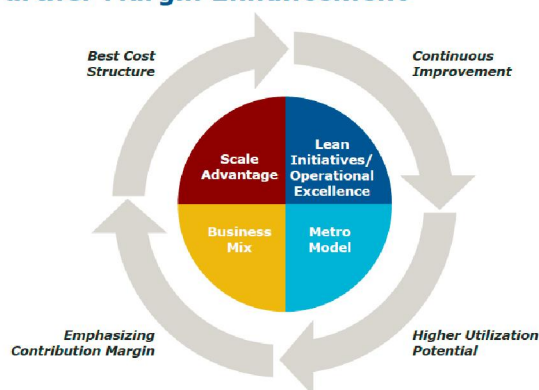 Best Cost
Structure
Continuous
Improvement
Scale
Advantage
Lean
Initiatives/
Operational
Excellence
Business
Mix
Metro
Model
Emphasizing
Contribution Margin
Higher Utilization
Potential